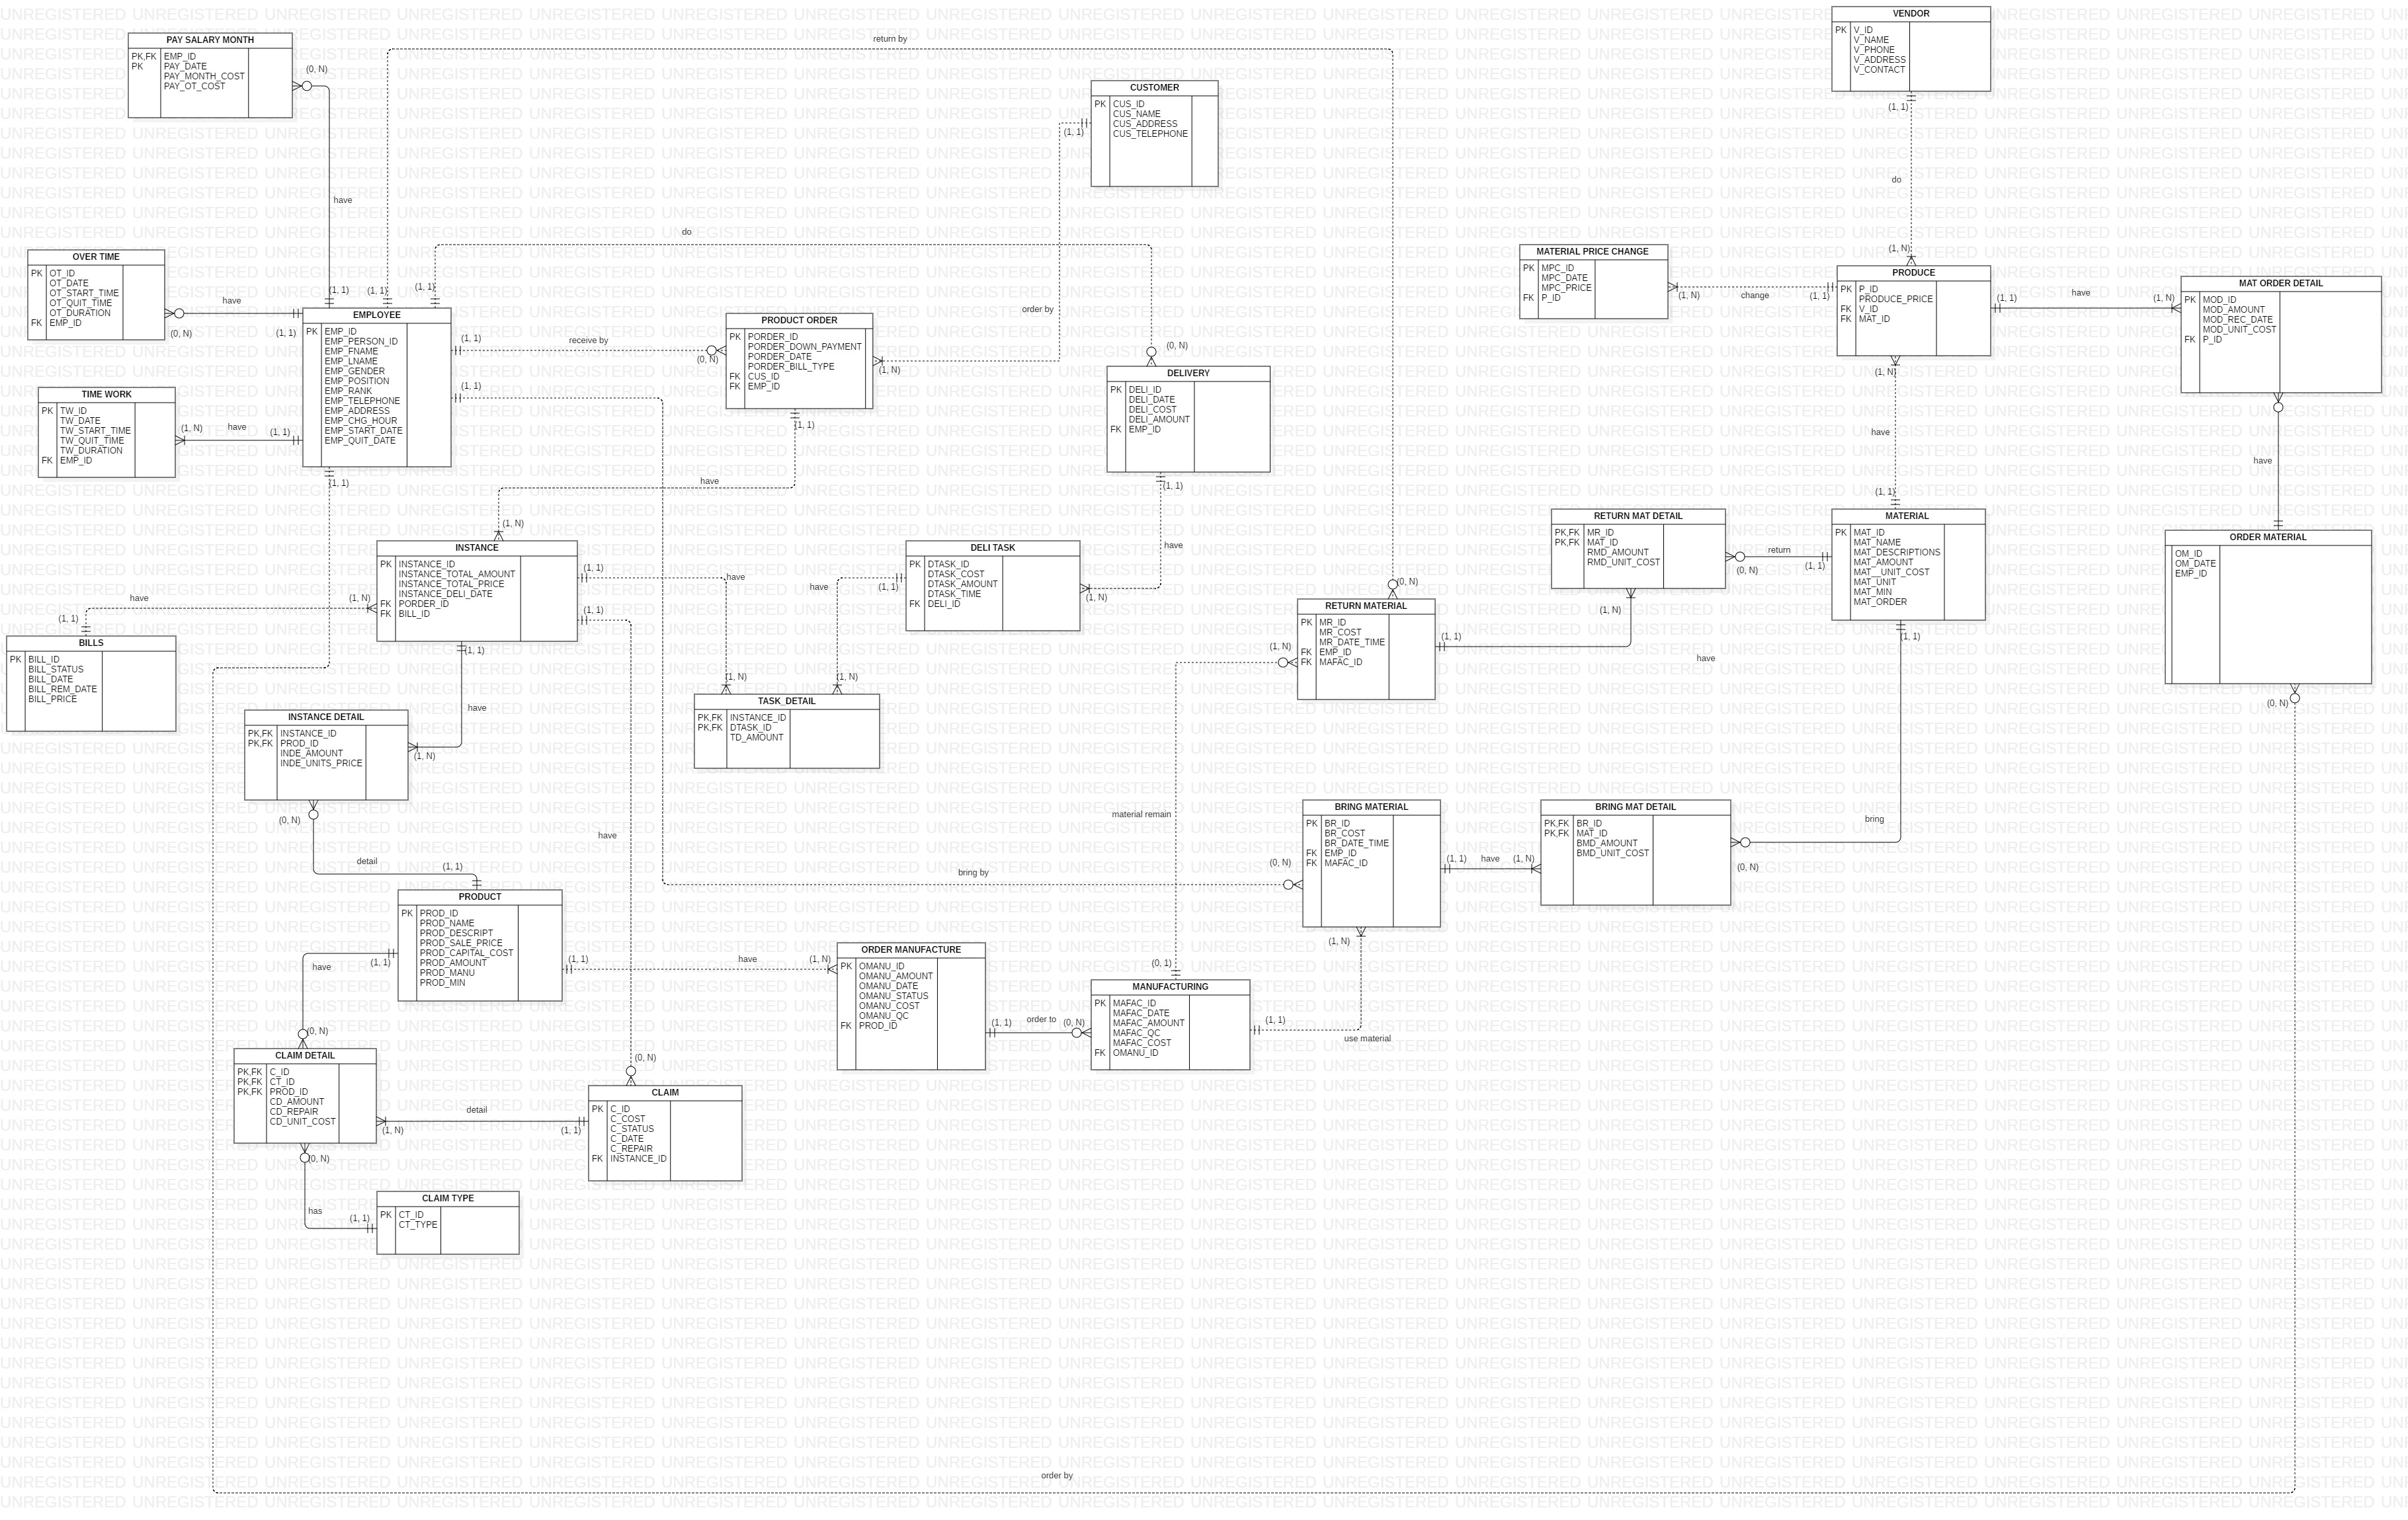 UNREGISTERED
PAY SALARY MONTH
PK,FK EMP_ID
PK PAY_DATE
PAY_MONTH_COST
PAY_OT_COST
(0, N)
have
(1, 1)
return by
(1, 1)
(0, N)
VENDOR
PK V_ID
V_NAME
V_PHONE
V_ADDRESS
V_CONTACT
(1, 1)
do
(1, N)
CUSTOMER
PK CUS_ID
CUS_NAME
CUS_ADDRESS
CUS_TELEPHONE
(1, 1)
order by
(1, N)
do
(1, 1)
(0, N)
OVER TIME
PK OT_ID
OT_DATE
OT_START_TIME
OT_QUIT_TIME
OT_DURATION
FK EMP_ID
have
(0, N)
(1, 1)
EMPLOYEE
PK EMP_ID
EMP_PERSON_ID
EMP_FNAME
EMP_LNAME
EMP_GENDER
EMP_POSITION
EMP_RANK
EMP_TELEPHONE
EMP_ADDRESS
EMP_CHG_HOUR
EMP_START_DATE
EMP_QUIT_DATE
(1, 1)
receive by
(0, N)
(1, 1)
(1, 1)
PRODUCT ORDER
PK PORDER_ID
PORDER_DOWN_PAYMENT
PORDER_DATE
PORDER_BILL_TYPE
FK CUS_ID
FK EMP_ID
(1, 1)
have
(1, N)
DELIVERY
PK DELI_ID
DELI_DATE
DELI_COST
DELI_AMOUNT
FK EMP_ID
(1, 1)
have
(1, N)
MATERIAL PRICE CHANGE
PK MPC_ID
MPC_DATE
MPC_PRICE
FK P_ID
(1, N)
change
(1, 1)
PRODUCE
PK P_ID
PRODUCE_PRICE
FK V_ID
FK MAT_ID
(1, 1)
have
(1, N)
(1, N)
have
(1, 1)
MAT ORDER DETAIL
PK MOD_ID
MOD_AMOUNT
MOD_REC_DATE
MOD_UNIT_COST
FK P_ID
have
TIME WORK
PK TW_ID
TW_DATE
TW_START_TIME
TW_QUIT_TIME
TW_DURATION
FK EMP_ID
(1, N)
have
(1, 1)
INSTANCE
PK INSTANCE_ID
INSTANCE_TOTAL_AMOUNT
INSTANCE_TOTAL_PRICE
INSTANCE_DELI_DATE
FK PORDER_ID
FK BILL_ID
(1, 1)
have
(1, N)
(1, 1)
(1, 1)
have
(1, N)
have
(1, N)
(1, 1)
DELI TASK
PK DTASK_ID
DTASK_COST
DTASK_AMOUNT
DTASK_TIME
FK DELI_ID
(1, 1)
have
(1, N)
RETURN MAT DETAIL
PK,FK MR_ID
PK,FK MAT_ID
RMD_AMOUNT
RMD_UNIT_COST
return
(0, N)
(1, 1)
(1, N)
have
MATERIAL
PK MAT_ID
MAT_NAME
MAT_DESCRIPTIONS
MAT_AMOUNT
MAT__UNIT_COST
MAT_UNIT
MAT_MIN
MAT_ORDER
(1, 1)
bring
(0, N)
ORDER MATERIAL
OM_ID
OM_DATE
EMP_ID
(0, N)
RETURN MATERIAL
PK MR_ID
MR_COST
MR_DATE_TIME
FK EMP_ID
FK MAFAC_ID
(1, 1)
(1, N)
material remain
(0, 1)
BILLS
PK BILL_ID
BILL_STATUS
BILL_DATE
BILL_REM_DATE
BILL_PRICE
TASK_DETAIL
PK,FK INSTANCE_ID
PK,FK DTASK_ID
TD_AMOUNT
INSTANCE DETAIL
PK,FK INSTANCE_ID
PK,FK PROD_ID
INDE_AMOUNT
INDE_UNITS_PRICE
(0, N)
detail
(1, 1)
have
bring by
(0, N)
BRING MATERIAL
PK BR_ID
BR_COST
BR_DATE_TIME
FK EMP_ID
FK MAFAC_ID
(1, 1)
have
(1, N)
(1, N)
BRING MAT DETAIL
PK,FK BR_ID
PK,FK MAT_ID
BMD_AMOUNT
BMD_UNIT_COST
PRODUCT
PK PROD_ID
PROD_NAME
PROD_DESCRIPT
PROD_SALE_PRICE
PROD_CAPITAL_COST
PROD_AMOUNT
PROD_MANU
PROD_MIN
(1, 1)
have
(0, N)
(1, 1)
have
(1, N)
ORDER MANUFACTURE
PK OMANU_ID
OMANU_AMOUNT
OMANU_DATE
OMANU_STATUS
OMANU_COST
OMANU_QC
FK PROD_ID
(1, 1)
order to
(0, N)
MANUFACTURING
PK MAFAC_ID
MAFAC_DATE
MAFAC_AMOUNT
MAFAC_QC
MAFAC_COST
FK OMANU_ID
(1, 1)
use material
CLAIM DETAIL
PK,FK C_ID
PK,FK CT_ID
PK,FK PROD_ID
CD_AMOUNT
CD_REPAIR
CD_UNIT_COST
(1, N)
detail
(1, 1)
(0, N)
has
(1, 1)
(0, N)
CLAIM
PK C_ID
C_COST
C_STATUS
C_DATE
C_REPAIR
FK INSTANCE_ID
CLAIM TYPE
PK CT_ID
CT_TYPE
order by